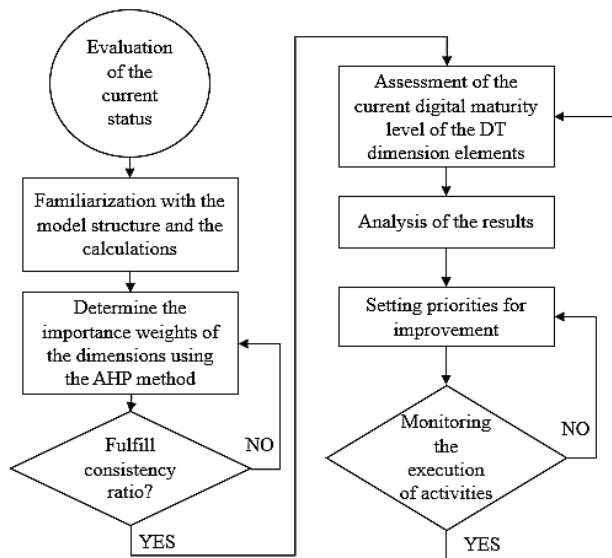 Evaluation
of the
current
status
Familiarization with the
model structure and the
calculations
Determine the
importance weights of
the dimensions using
the AHP method
Fulfill
consistency
ratio?
NO
YES
Assessment of the
current digital maturity
level of the DT
dimension elements
Analysis of the results
Setting priorities for
improvement
Monitoring
the
execution
of activities
NO
YES